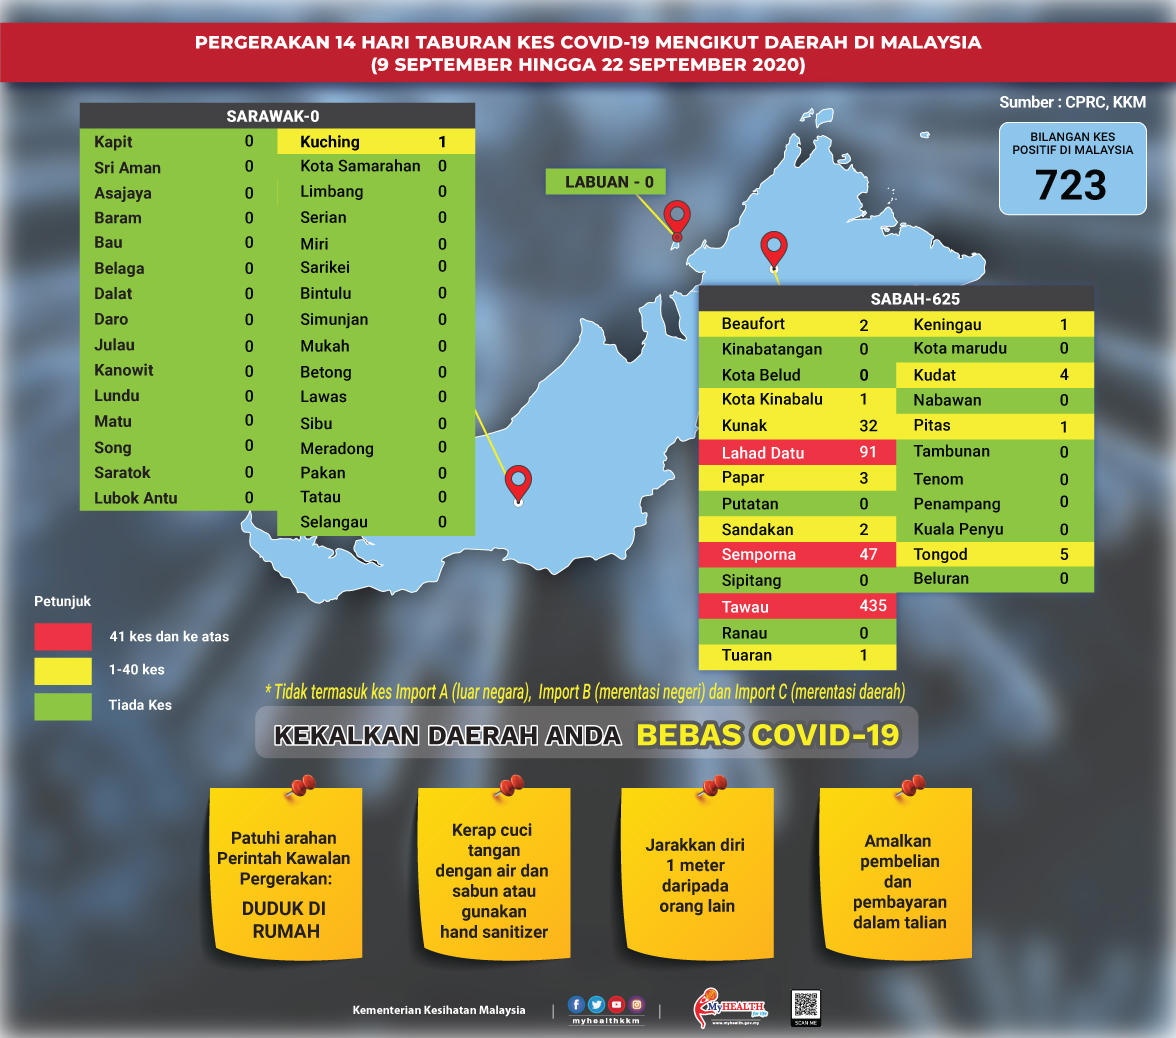 PERGERAKAN 14 HARI TABURAN KES COVID-19 MENGIKUT DAERAH DI MALAYSIA
(9 SEPTEMBER HINGGA 22 SEPTEMBER 2020)
Sumber : CPRC, KKM
BILANGAN KES
POSITIF DI MALAYSIA
723
SARAWAK-0
Kapit 0
Sri Aman 0
Asajaya 0
Baram 0
Bau 0
Belaga 0
Dalat 0
Daro 0
Julau 0
Kanowit 0
Lundu 0
Matu 0
Song 0
Saratok 0
Lubok Antu 0
Kuching 1
Kota Samarahan 0
Limbang 0
Serian 0
Miri 0
Sarikei 0
Bintulu 0
Simunjan 0
Mukah 0
Betong 0
Lawas 0
Sibu 0
Meradong 0
Pakan 0
Tatau 0
Selangau 0
LABUAN - 0
SABAH-625
Beaufort 2
Kinabatangan 0
Kota Belud 0
Kota Kinabalu 1
Kunak 32
Lahad Datu 91
Papar 3
Putatan 0
Sandakan 2
Semporna 47
Sipitang 0
Tawau 435
Ranau 0
Tuaran 1
Keningau 1
Kota marudu 0
Kudat 4
Nabawan 0
Pitas 1
Tambunan 0
Tenom 0
Penampang 0
Kuala Penyu 0
Tongod 5
Beluran 0
Petunjuk
41 kes dan ke atas
1-40 kes
Tiada Kes
* Tidak termasuk kes Import A (luar negara), Import B (merentasi negeri) dan Import C (merentasi daerah)
KEKALKAN DAERAH ANDA BEBAS COVID-19
Patuhi arahan
Perintah Kawalan
Pergerakan:
DUDUK DI
RUMAH
Kerap cuci
tangan
dengan air dan
sabun atau
gunakan
hand sanitizer
Jarakkan diri
1 meter
daripada
orang lain
Amalkan
pembelian
dan
pembayaran
dalam talian
Kementerian Kesihatan Malaysia
myhealthkkm
MyHEALTH
for life
www.myhealth.gov.my
SCAN ME